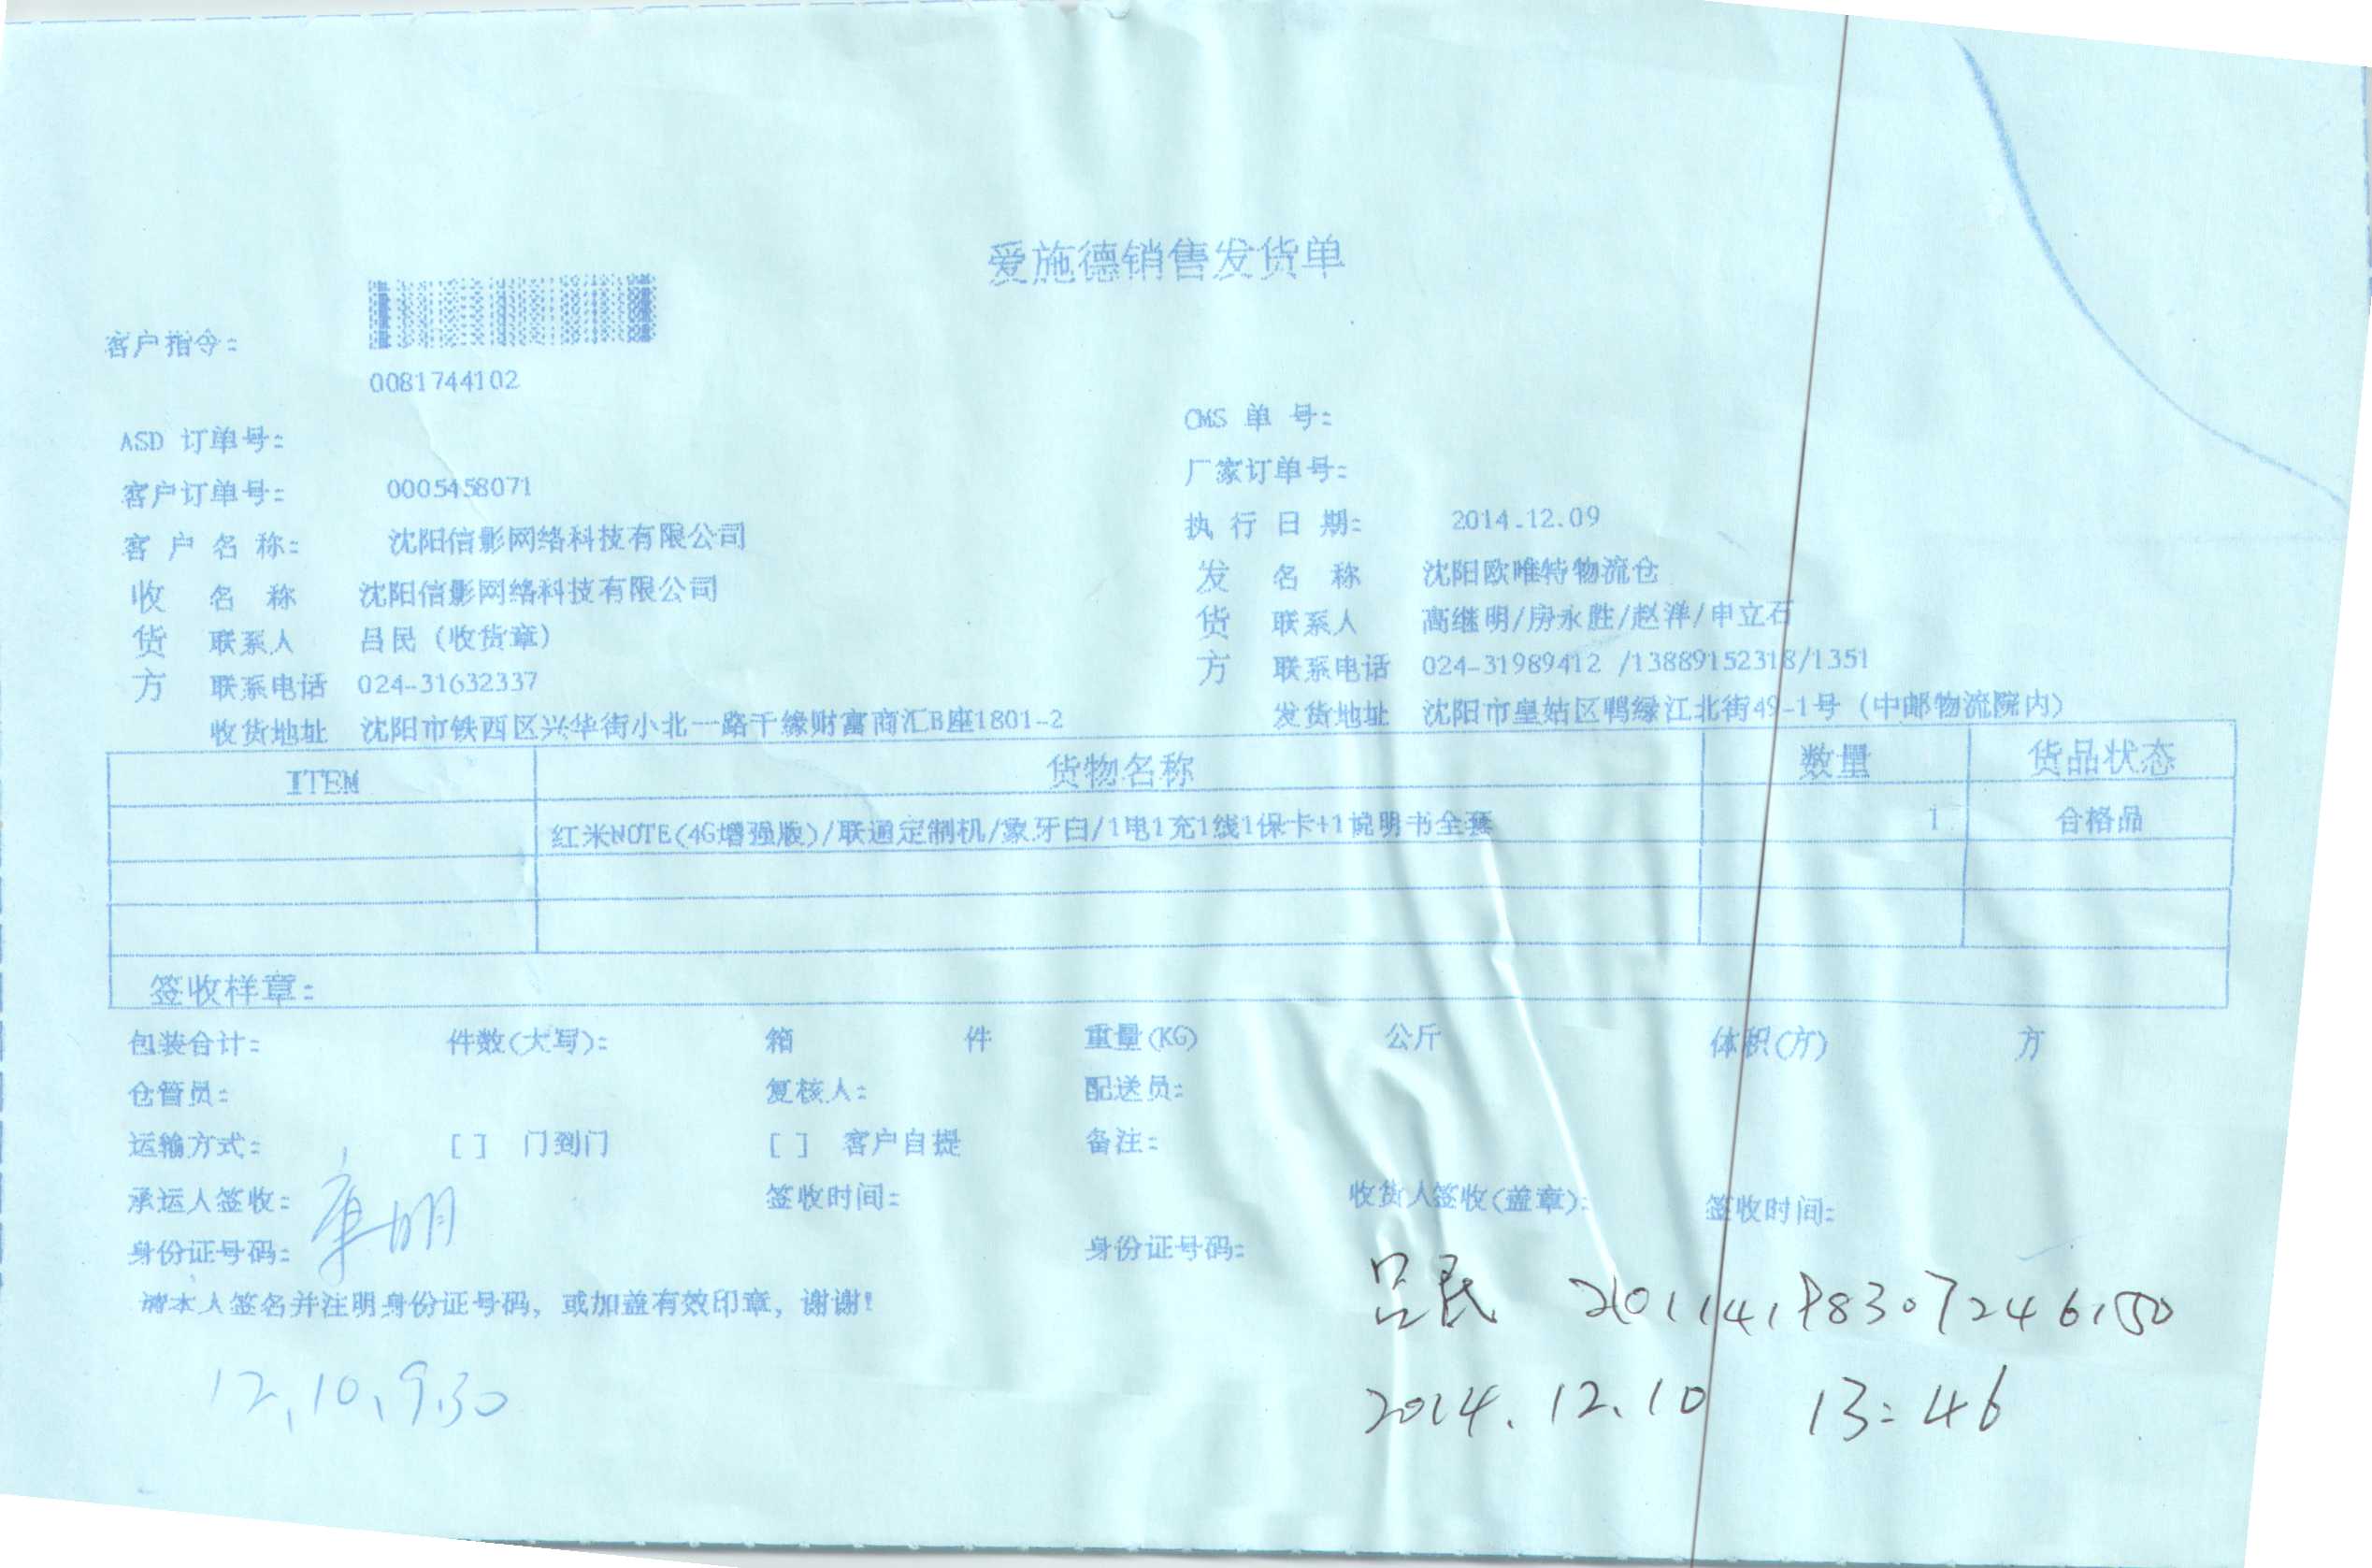 爱施德销售发货单
客户指令:
0081744102
ASD 订单号:
CMS 单 号:
客户订单号: 0005458071
厂家订单号:
客 户 名 称: 沈阳信影网络科技有限公司
执 行 日 期: 2014.12.09
收货方
名 称 沈阳信影网络科技有限公司
联系人 吕民(收货章)
联系电话 024-31632337
收货地址 沈阳市铁西区兴华街小北一路千缘财富商汇B座1801-2
发货方
名 称 沈阳欧唯特物流仓
联系人 高继明/房永胜/赵洋/申立石
联系电话 024-31989412 /13889152318/1351
发货地址 沈阳市皇姑区鸭绿江北街49-1号(中邮物流院内)
ITEM 货物名称 数量 货品状态
红米NOTE(4G增强版)/联通定制机/象牙白/1电1充1线1保卡+1说明书全套 1 合格品
签收样章:
包装合计: 件数(大写): 箱 件 重量(KG) 公斤 体积(方) 方
仓管员: 复核人: 配送员:
运输方式: [ ] 门到门 [ ] 客户自提 备注:
承运人签收: 签收时间: 收货人签收(盖章): 签收时间:
身份证号码: 身份证号码:
吕民
请本人签名并注明身份证号码, 或加盖有效印章, 谢谢!
12.10.9.30
2014.12.10 13:46